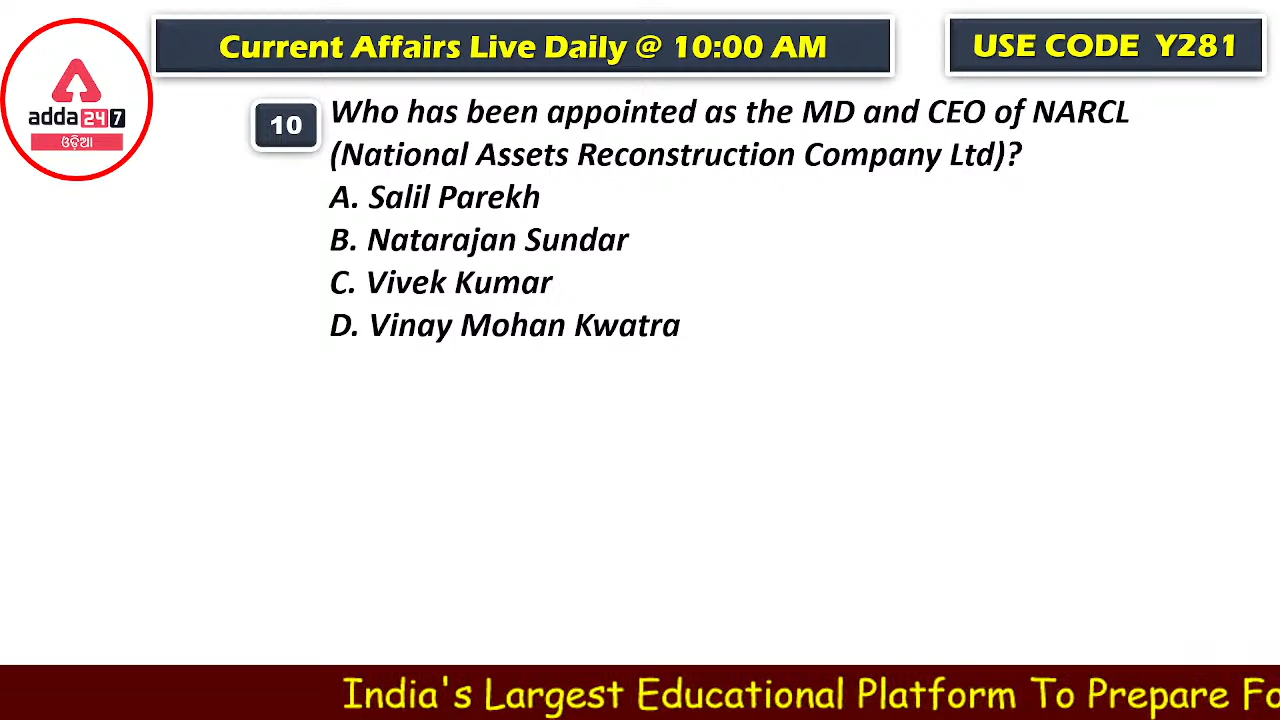 Current Affairs Live Daily @ 10:00 AM
USE CODE Y281
adda 24 7
ଓଡ଼ିଆ
10
Who has been appointed as the MD and CEO of NARCL
(National Assets Reconstruction Company Ltd)?
A. Salil Parekh
B. Natarajan Sundar
C. Vivek Kumar
D. Vinay Mohan Kwatra
India's Largest Educational Platform To Prepare Fo